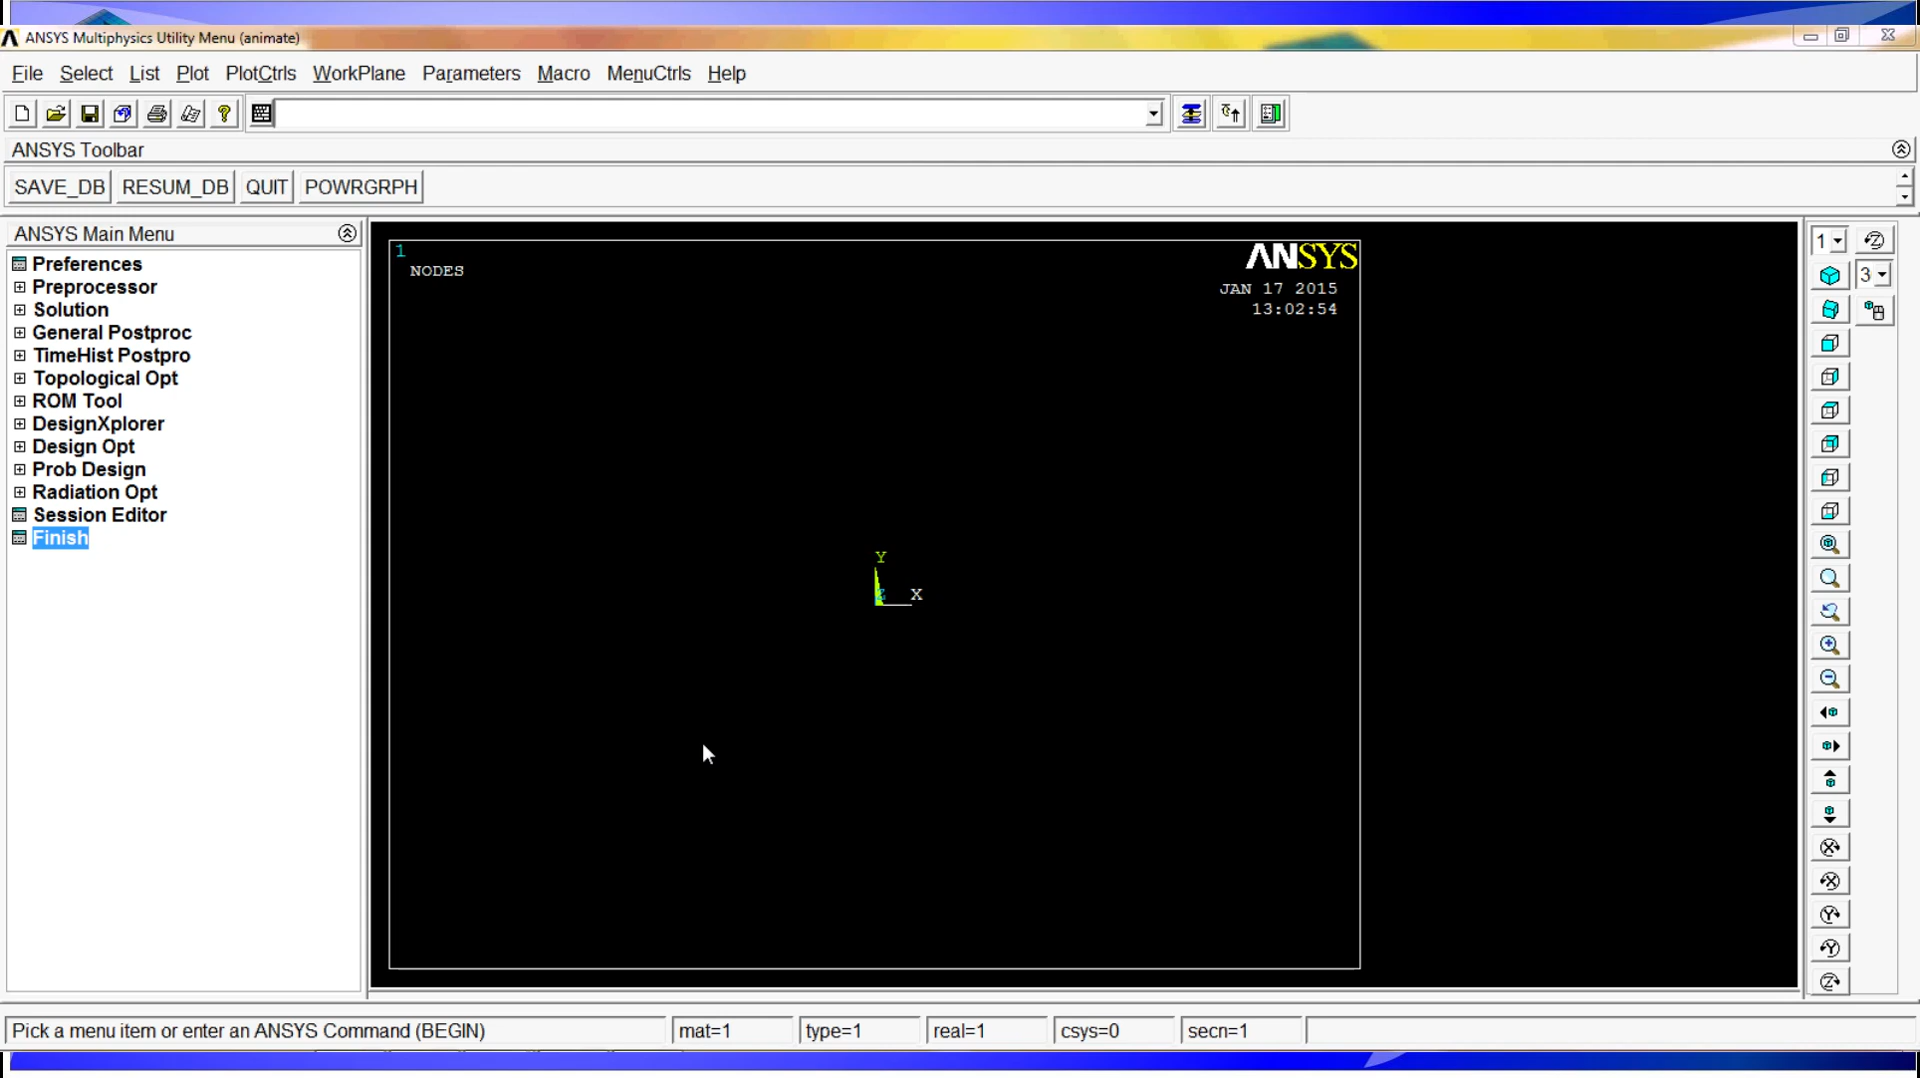 ANSYS Multiphysics Utility Menu (animate)
File Select List Plot PlotCtrls WorkPlane Parameters Macro MenuCtrls Help
ANSYS Toolbar
SAVE_DB RESUM_DB QUIT POWRGRPH
ANSYS Main Menu
Preferences
Preprocessor
Solution
General Postproc
TimeHist Postpro
Topological Opt
ROM Tool
DesignXplorer
Design Opt
Prob Design
Radiation Opt
Session Editor
Finish
1
NODES
ANSYS
JAN 17 2015
13:02:54
Y
Z X
1
3
Pick a menu item or enter an ANSYS Command (BEGIN) mat=1 type=1 real=1 csys=0 secn=1